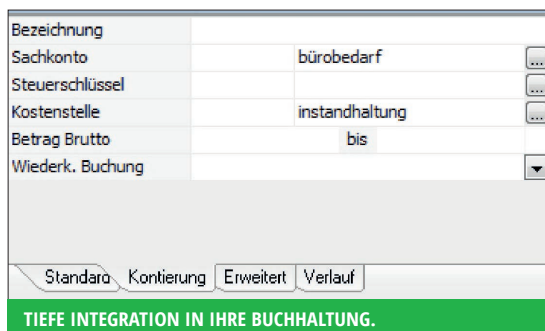 Bezeichnung
Sachkonto bürobedarf ...
Steuerschlüssel ...
Kostenstelle instandhaltung ...
Betrag Brutto bis
Wiederk. Buchung
Standard Kontierung Erweitert Verlauf
TIEFE INTEGRATION IN IHRE BUCHHALTUNG.